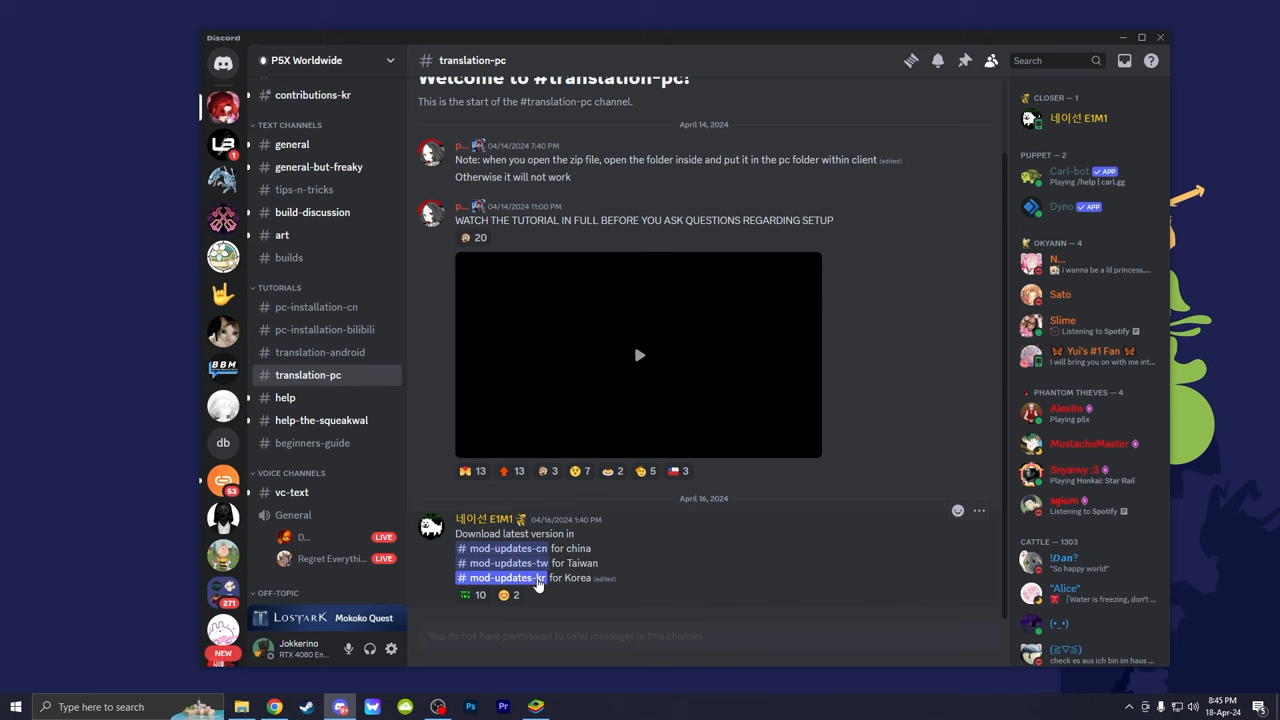 Discord
P5X Worldwide
contributions-kr
TEXT CHANNELS
general
general-but-freaky
tips-n-tricks
build-discussion
art
builds
TUTORIALS
pc-installation-cn
pc-installation-bilibili
translation-android
translation-pc
help
help-the-squeakwal
beginners-guide
VOICE CHANNELS
vc-text
General
D... LIVE
Regret Everythi... LIVE
OFF-TOPIC
LOST ARK Mokoko Quest
Jokkerino
RTX 4080 En...
1
BBM
db
53
271
NEW
# translation-pc
Search
Welcome to #translation-pc!
This is the start of the #translation-pc channel.
April 14, 2024
p... 04/14/2024 7:40 PM
Note: when you open the zip file, open the folder inside and put it in the pc folder within client (edited)
Otherwise it will not work
p... 04/14/2024 11:00 PM
WATCH THE TUTORIAL IN FULL BEFORE YOU ASK QUESTIONS REGARDING SETUP
20
13 13 3 7 2 5 3
April 16, 2024
네이선 E1M1 04/16/2024 1:40 PM
Download latest version in
# mod-updates-cn for china
# mod-updates-tw for Taiwan
# mod-updates-kr for Korea (edited)
10 2
You do not have permission to send messages in this channel.
CLOSER — 1
네이선 E1M1
PUPPET — 2
Carl-bot ✓ APP
Playing /help | carl.gg
Dyno ✓ APP
OKYANN — 4
N...
i wanna be a lil princess....
Sato
Slime
Listening to Spotify
Yui's #1 Fan
I will bring you on with me int...
PHANTOM THIEVES — 4
Alexito
Playing p5x
MustacheMaster
Snyanvy :3
Playing Honkai: Star Rail
agium
Listening to Spotify
CATTLE — 1303
!Dan?
"So happy world"
"Alice"
「Water is freezing, don't ...
(•_•)
(≧▽≦)
check es aus ich bin im haus ...
Type here to search
8:45 PM
18-Apr-24